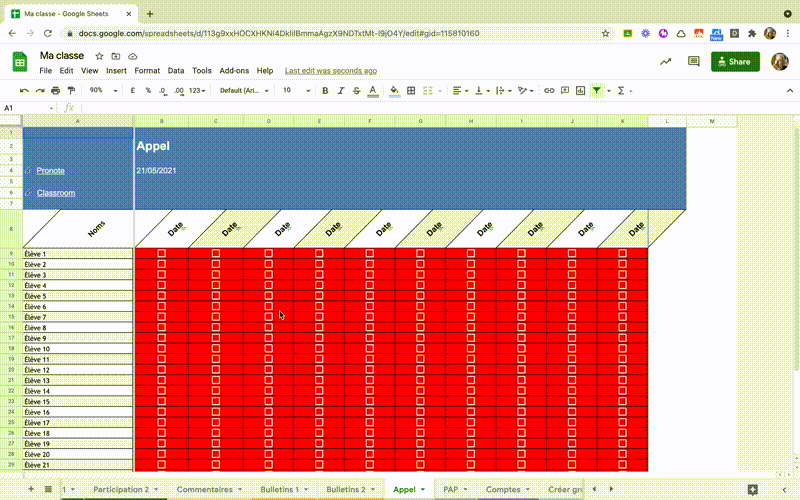 Ma classe - Google Sheets
docs.google.com/spreadsheets/d/113g9xxHOCXHKNI4DkliIBmmaAgzX9NDTxtMt-I9jO4Y/edit#gid=115810160
Ma classe
File Edit View Insert Format Data Tools Add-ons Help Last edit was seconds ago
Share
90% £ % .0 .00 123 Default (Ari... 10 B I S A
A1 fx
A B C D E F G H I J K L M
1
2 Appel
3
4 Pronote 21/05/2021
5
6 Classroom
7
8 Noms Date Date Date Date Date Date Date Date Date Date
9 Élève 1
10 Élève 2
11 Élève 3
12 Élève 4
13 Élève 5
14 Élève 6
15 Élève 7
16 Élève 8
17 Élève 9
18 Élève 10
19 Élève 11
20 Élève 12
21 Élève 13
22 Élève 14
23 Élève 15
24 Élève 16
25 Élève 17
26 Élève 18
27 Élève 19
28 Élève 20
29 Élève 21
1 Participation 2 Commentaires Bulletins 1 Bulletins 2 Appel PAP Comptes Créer gro